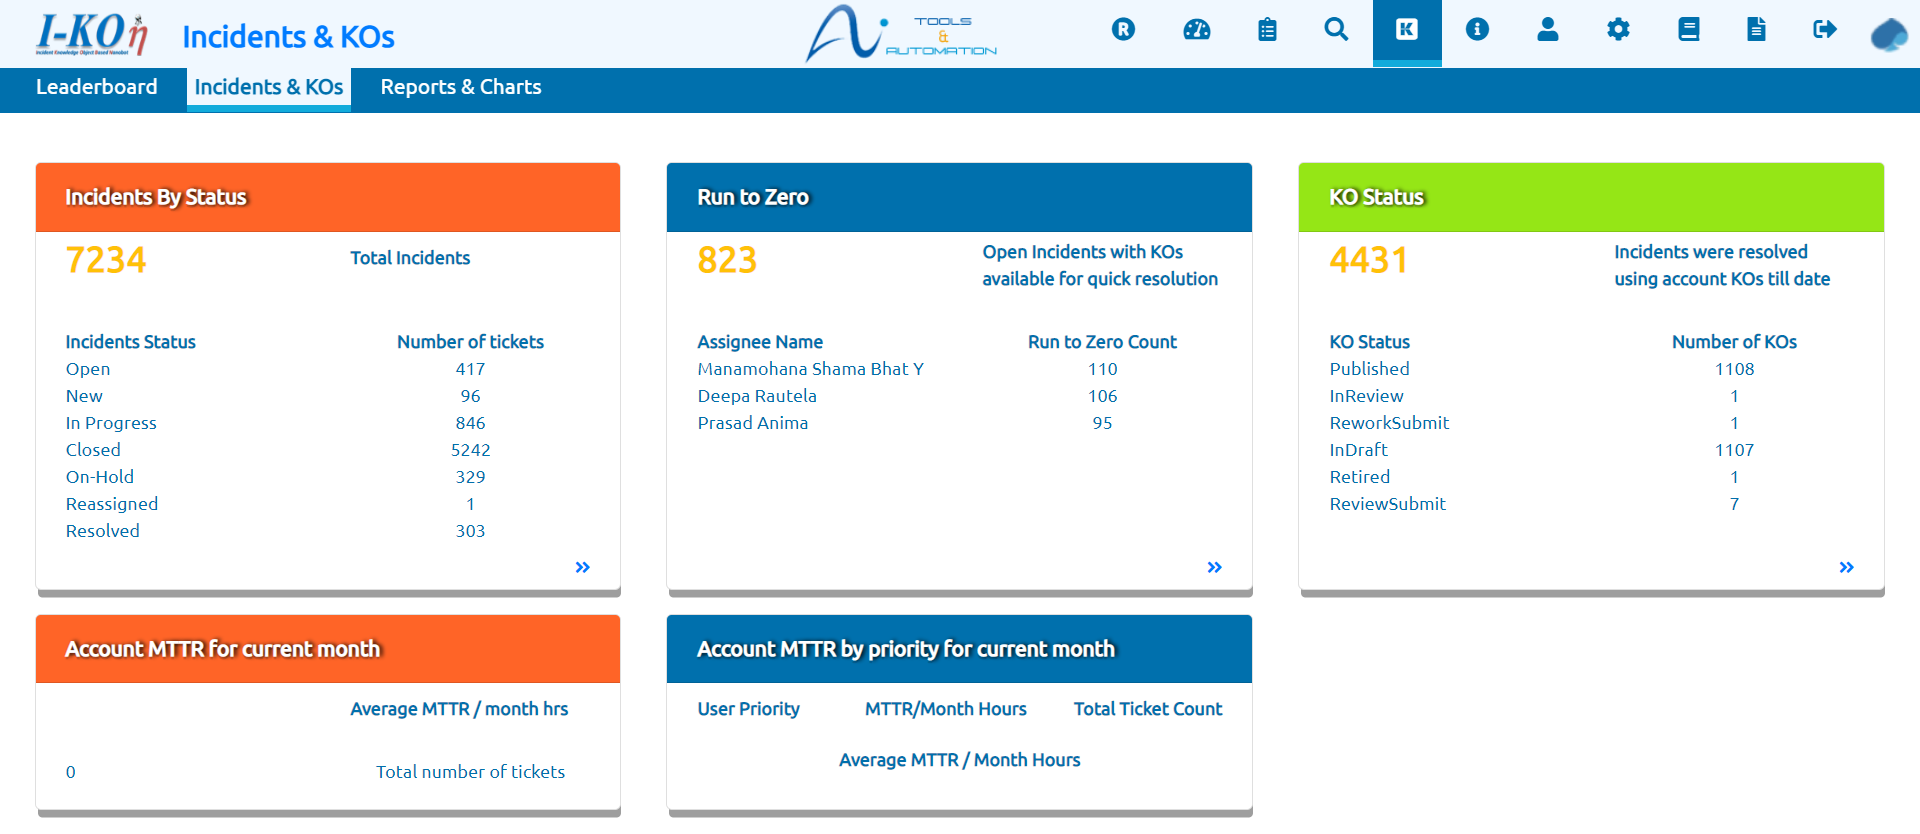 I-KOη
Incident Knowledge Object Based Nanobot
Incidents & KOs
Ai TOOLS
&
AUTOMATION
R
K
i
Leaderboard
Incidents & KOs
Reports & Charts
Incidents By Status
7234 Total Incidents
Incidents Status Number of tickets
Open 417
New 96
In Progress 846
Closed 5242
On-Hold 329
Reassigned 1
Resolved 303
»
Run to Zero
823 Open Incidents with KOs
available for quick resolution
Assignee Name Run to Zero Count
Manamohana Shama Bhat Y 110
Deepa Rautela 106
Prasad Anima 95
»
KO Status
4431 Incidents were resolved
using account KOs till date
KO Status Number of KOs
Published 1108
InReview 1
ReworkSubmit 1
InDraft 1107
Retired 1
ReviewSubmit 7
»
Account MTTR for current month
Average MTTR / month hrs
0 Total number of tickets
Account MTTR by priority for current month
User Priority MTTR/Month Hours Total Ticket Count
Average MTTR / Month Hours